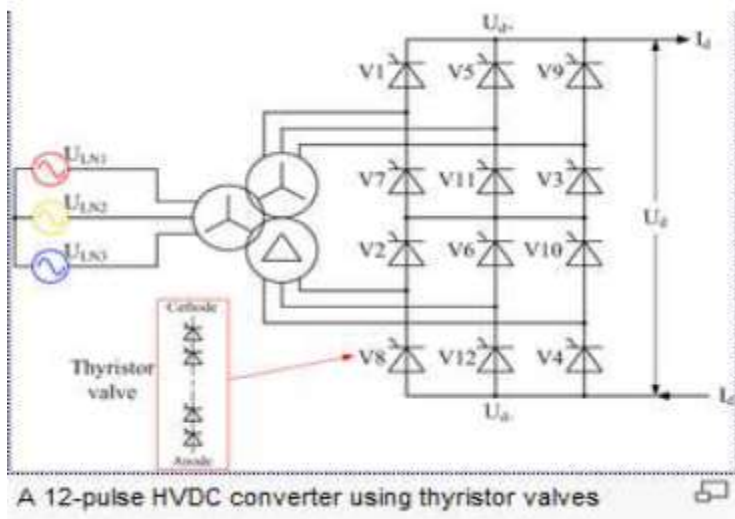 Ud+
Id
V1 V5 V9
ULN1
ULN2
ULN3
V7 V11 V3
Ud
V2 V6 V10
Cathode
Thyristor
valve
V8 V12 V4
Id
Ud-
Anode
A 12-pulse HVDC converter using thyristor valves